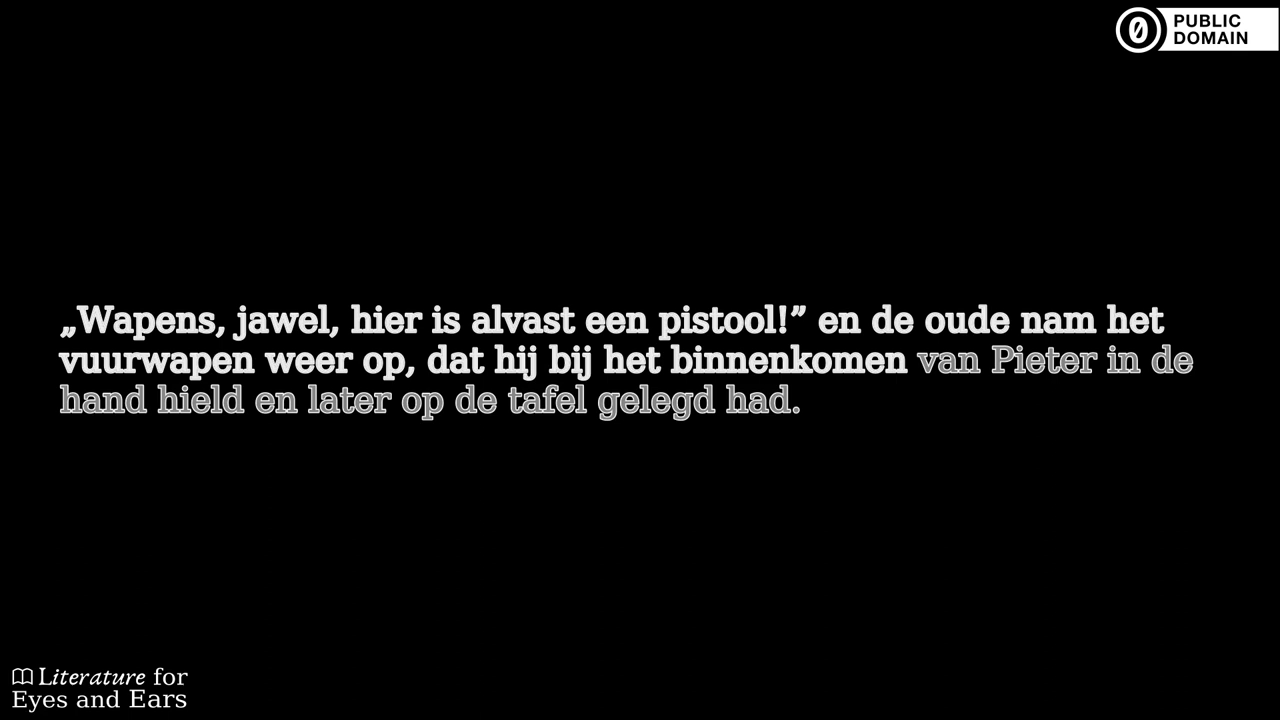 PUBLIC
DOMAIN
„Wapens, jawel, hier is alvast een pistool!” en de oude nam het
vuurwapen weer op, dat hij bij het binnenkomen van Pieter in de
hand hield en later op de tafel gelegd had.
Literature for
Eyes and Ears